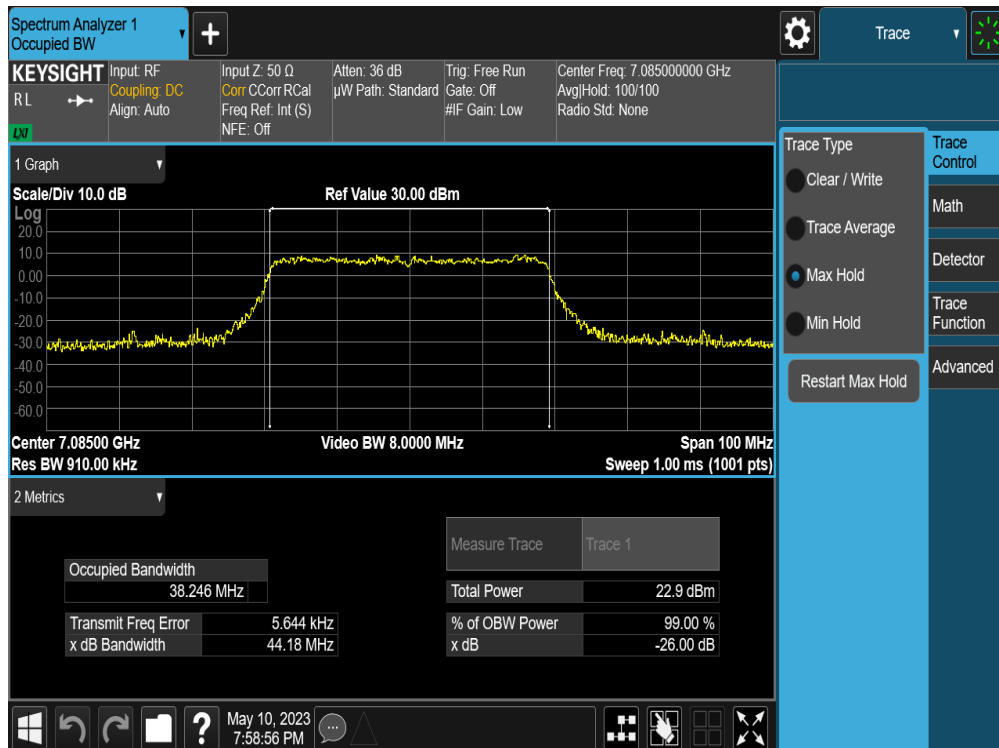 Spectrum Analyzer 1
Occupied BW
+
Trace
KEYSIGHT
R L
LXI
Input: RF
Coupling: DC
Align: Auto
Input Z: 50 Ω
Corr CCorr RCal
Freq Ref: Int (S)
NFE: Off
Atten: 36 dB
µW Path: Standard
Trig: Free Run
Gate: Off
#IF Gain: Low
Center Freq: 7.085000000 GHz
Avg|Hold: 100/100
Radio Std: None
1 Graph
Scale/Div 10.0 dB
Ref Value 30.00 dBm
Log
20.0
10.0
0.00
-10.0
-20.0
-30.0
-40.0
-50.0
-60.0
Center 7.08500 GHz
Video BW 8.0000 MHz
Span 100 MHz
Res BW 910.00 kHz
Sweep 1.00 ms (1001 pts)
2 Metrics
Measure Trace
Trace 1
Occupied Bandwidth
38.246 MHz
Total Power
22.9 dBm
Transmit Freq Error
5.644 kHz
% of OBW Power
99.00 %
x dB Bandwidth
44.18 MHz
x dB
-26.00 dB
Trace Type
Clear / Write
Trace Average
Max Hold
Min Hold
Restart Max Hold
Trace
Control
Math
Detector
Trace
Function
Advanced
?
May 10, 2023
7:58:56 PM